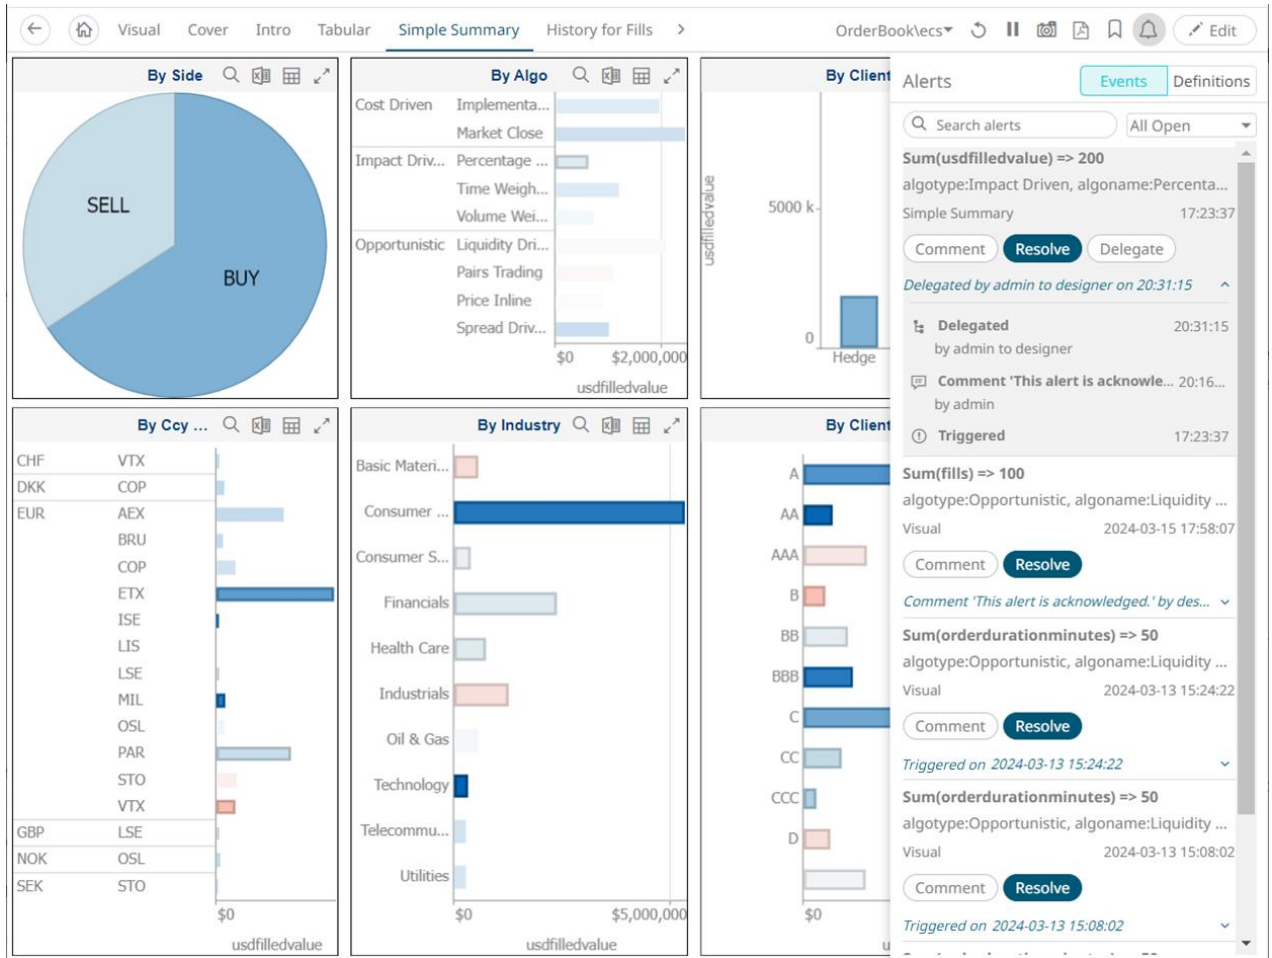 Visual Cover Intro Tabular Simple Summary History for Fills OrderBook\ecs Edit
By Side
SELL
BUY
By Algo
Cost Driven Implementa...
Market Close
Impact Driv... Percentage ...
Time Weigh...
Volume Wei...
Opportunistic Liquidity Dri...
Pairs Trading
Price Inline
Spread Driv...
$0 $2,000,000
usdfilledvalue
By Client
usdfilledvalue
5000 k
0
Hedge
By Ccy ...
CHF VTX
DKK COP
EUR AEX
BRU
COP
ETX
ISE
LIS
LSE
MIL
OSL
PAR
STO
VTX
GBP LSE
NOK OSL
SEK STO
$0
usdfilledvalue
By Industry
Basic Materi...
Consumer ...
Consumer S...
Financials
Health Care
Industrials
Oil & Gas
Technology
Telecommu...
Utilities
$0 $5,000,000
usdfilledvalue
By Client
A
AA
AAA
B
BB
BBB
C
CC
CCC
D
$0
u
Alerts Events Definitions
Search alerts All Open
Sum(usdfilledvalue) => 200
algotype:Impact Driven, algoname:Percenta...
Simple Summary 17:23:37
Comment Resolve Delegate
Delegated by admin to designer on 20:31:15
Delegated 20:31:15
by admin to designer
Comment 'This alert is acknowle... 20:16...
by admin
Triggered 17:23:37
Sum(fills) => 100
algotype:Opportunistic, algoname:Liquidity ...
Visual 2024-03-15 17:58:07
Comment Resolve
Comment 'This alert is acknowledged.' by des...
Sum(orderdurationminutes) => 50
algotype:Opportunistic, algoname:Liquidity ...
Visual 2024-03-13 15:24:22
Comment Resolve
Triggered on 2024-03-13 15:24:22
Sum(orderdurationminutes) => 50
algotype:Opportunistic, algoname:Liquidity ...
Visual 2024-03-13 15:08:02
Comment Resolve
Triggered on 2024-03-13 15:08:02